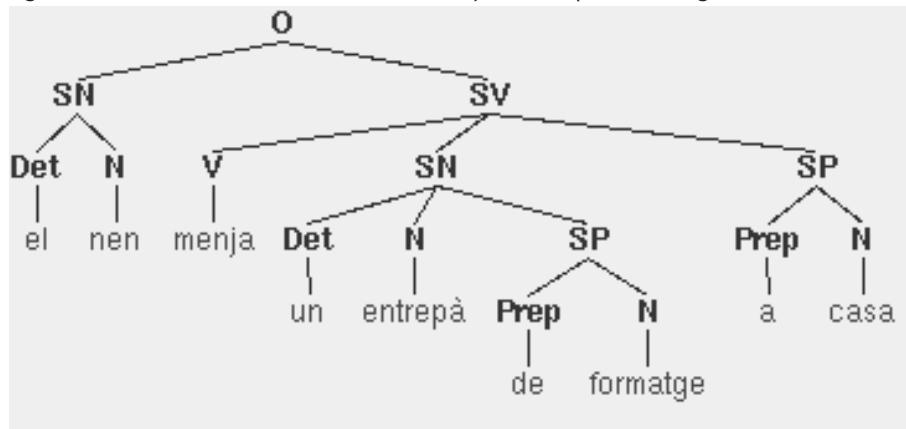 O
SN SV
Det N V SN SP
el nen menja Det N SP Prep N
un entrepà Prep N a casa
de formatge